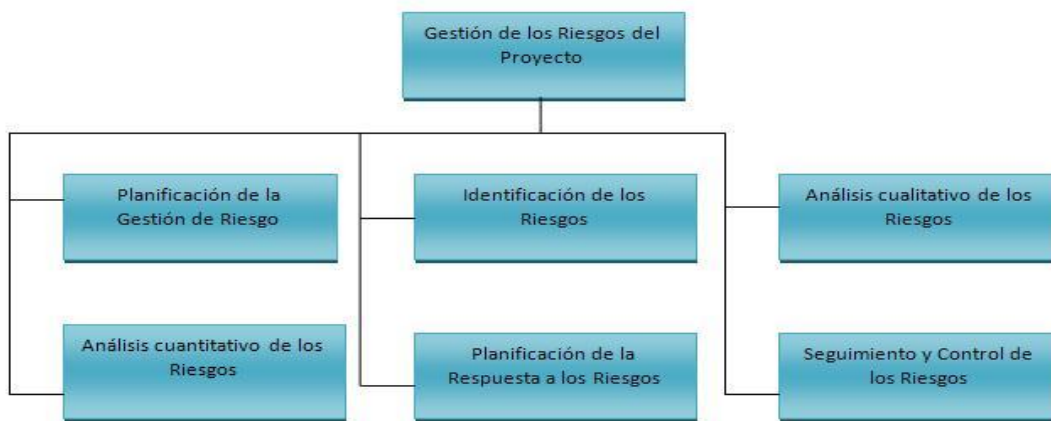 Gestión de los Riesgos del
Proyecto
Planificación de la
Gestión de Riesgo
Identificación de los
Riesgos
Análisis cualitativo de los
Riesgos
Análisis cuantitativo de los
Riesgos
Planificación de la
Respuesta a los Riesgos
Seguimiento y Control de
los Riesgos